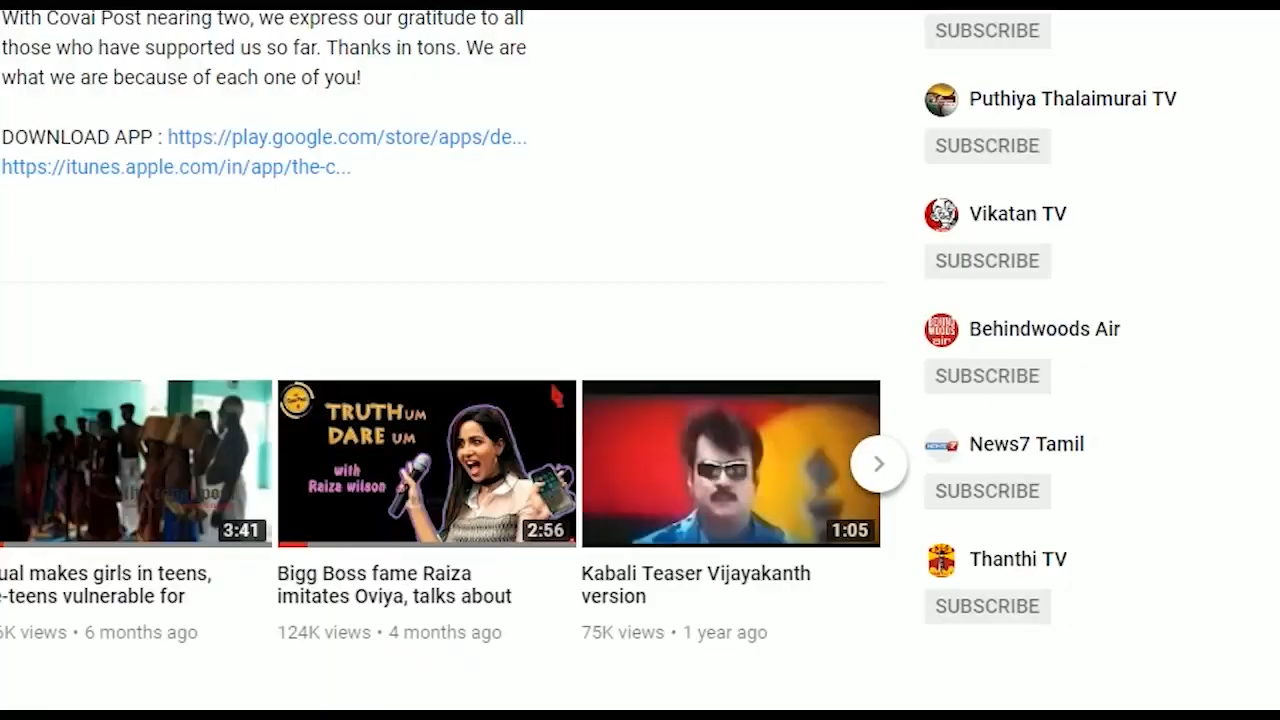 With Covai Post nearing two, we express our gratitude to all
those who have supported us so far. Thanks in tons. We are
what we are because of each one of you!
DOWNLOAD APP : https://play.google.com/store/apps/de...
https://itunes.apple.com/in/app/the-c...
SUBSCRIBE
Puthiya Thalaimurai TV
SUBSCRIBE
Vikatan TV
SUBSCRIBE
Behindwoods Air
SUBSCRIBE
News7 Tamil
SUBSCRIBE
Thanthi TV
SUBSCRIBE
3:41
ual makes girls in teens,
e-teens vulnerable for
6K views • 6 months ago
TRUTH UM
DARE UM
with
Raiza wilson
2:56
Bigg Boss fame Raiza
imitates Oviya, talks about
124K views • 4 months ago
1:05
Kabali Teaser Vijayakanth
version
75K views • 1 year ago